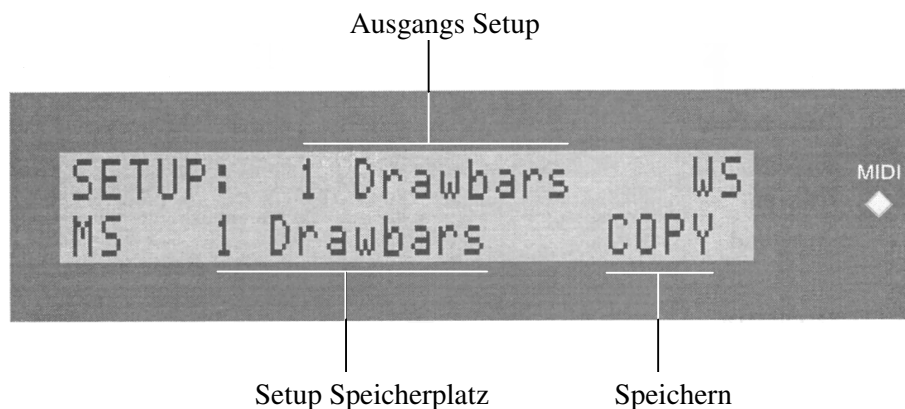 Ausgangs Setup
SETUP: 1 Drawbars WS
MIDI
MS 1 Drawbars COPY
Setup Speicherplatz
Speichern